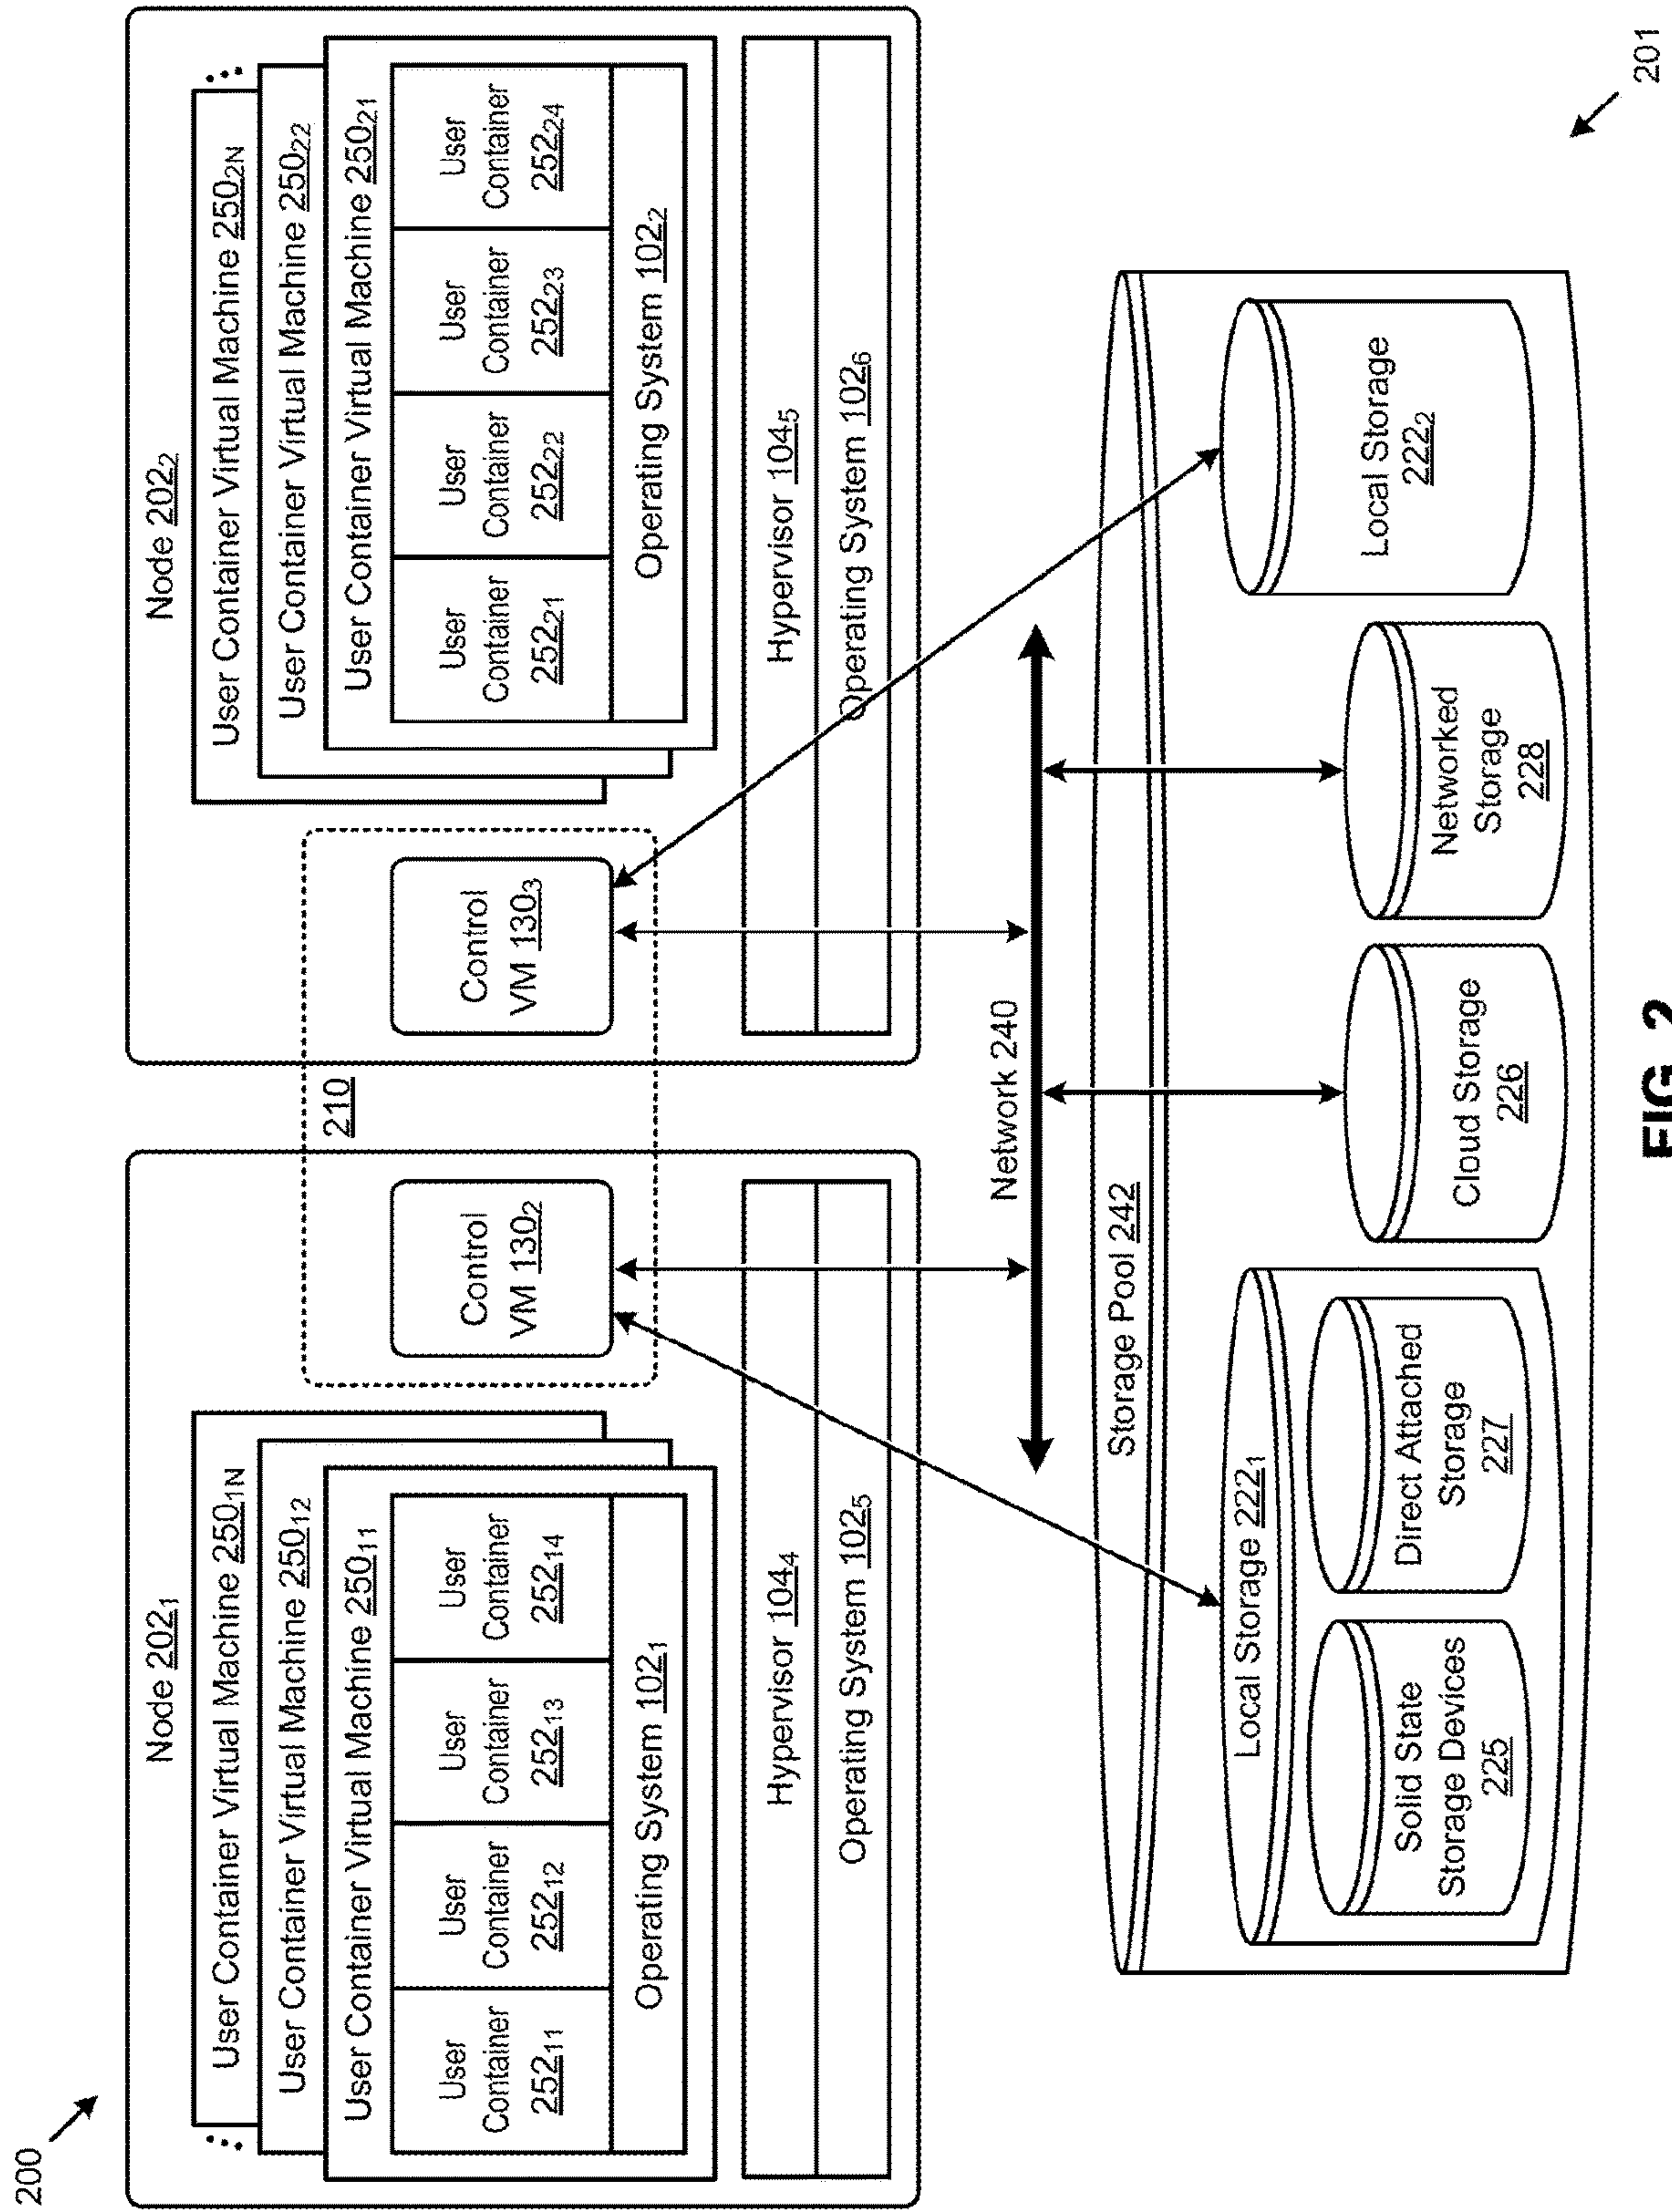 200
Node 202₁
User Container Virtual Machine 250₁N
User Container Virtual Machine 250₁₂
User Container Virtual Machine 250₁₁
User
Container
252₁₁
User
Container
252₁₂
User
Container
252₁₃
User
Container
252₁₄
Operating System 102₁
Control
VM 130₂
Hypervisor 104₄
Operating System 102₅
210
Node 202₂
User Container Virtual Machine 250₂N
User Container Virtual Machine 250₂₂
User Container Virtual Machine 250₂₁
User
Container
252₂₁
User
Container
252₂₂
User
Container
252₂₃
User
Container
252₂₄
Operating System 102₂
Control
VM 130₃
Hypervisor 104₅
Operating System 102₆
Network 240
Storage Pool 242
Local Storage 222₁
Solid State
Storage Devices
225
Direct Attached
Storage
227
Cloud Storage
226
Networked
Storage
228
Local Storage
222₂
201
FIG. 2